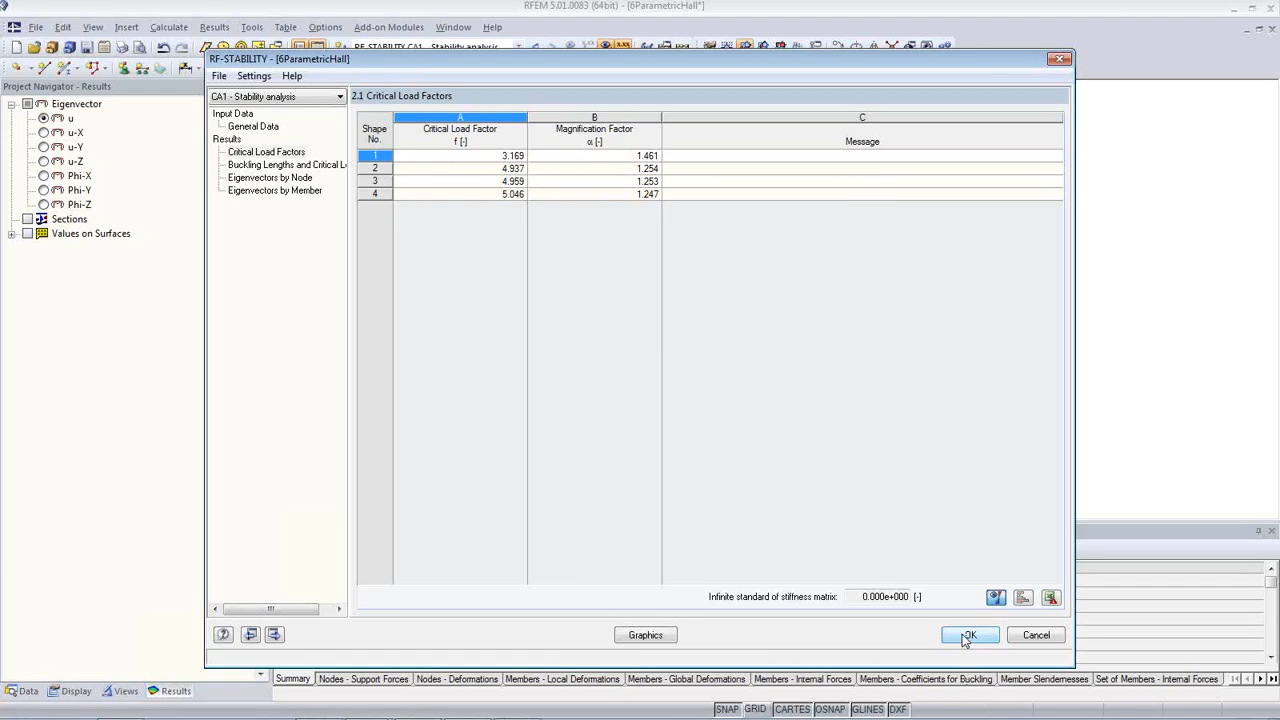 RFEM 5.01.0083 (64bit) - [6ParametricHall*]
File Edit View Insert Calculate Results Tools Table Options Add-on Modules Window Help
RF-STABILITY CA1 - Stability analysis
Project Navigator - Results
Eigenvector
u
u-X
u-Y
u-Z
Phi-X
Phi-Y
Phi-Z
Sections
Values on Surfaces
RF-STABILITY - [6ParametricHall]
File Settings Help
CA1 - Stability analysis
Input Data
General Data
Results
Critical Load Factors
Buckling Lengths and Critical L
Eigenvectors by Node
Eigenvectors by Member
2.1 Critical Load Factors
A B C
Shape No. Critical Load Factor f [-] Magnification Factor α [-] Message
1 3.169 1.461
2 4.937 1.254
3 4.959 1.253
4 5.046 1.247
Infinite standard of stiffness matrix: 0.000e+000 [-]
Graphics OK Cancel
Summary Nodes - Support Forces Nodes - Deformations Members - Local Deformations Members - Global Deformations Members - Internal Forces Members - Coefficients for Buckling Member Slendernesses Set of Members - Internal Forces
Data Display Views Results
SNAP GRID CARTES OSNAP GLINES DXF